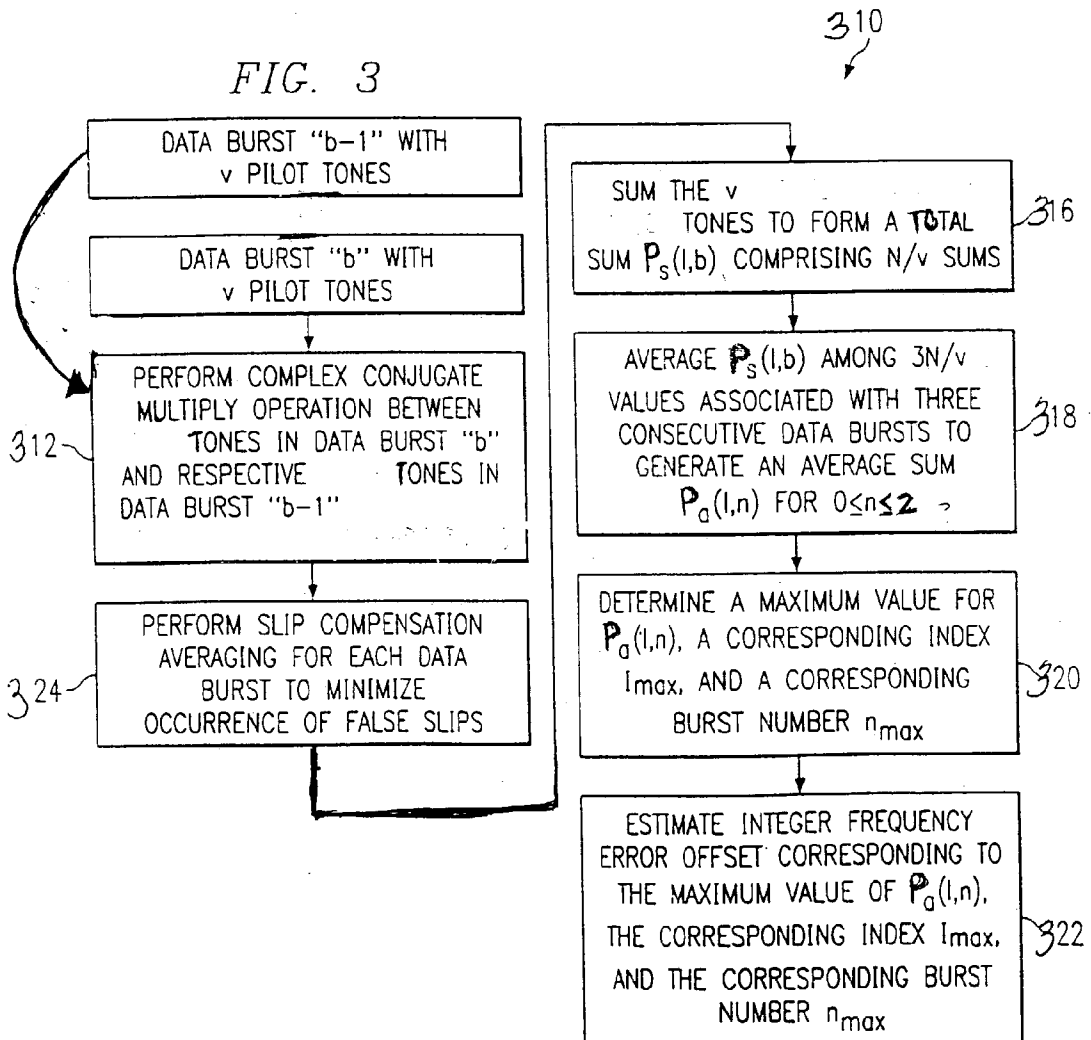 310
FIG. 3
DATA BURST "b-1" WITH
v PILOT TONES
DATA BURST "b" WITH
v PILOT TONES
312
PERFORM COMPLEX CONJUGATE
MULTIPLY OPERATION BETWEEN
TONES IN DATA BURST "b"
AND RESPECTIVE TONES IN
DATA BURST "b-1"
324
PERFORM SLIP COMPENSATION
AVERAGING FOR EACH DATA
BURST TO MINIMIZE
OCCURRENCE OF FALSE SLIPS
SUM THE v
TONES TO FORM A TOTAL
SUM Pₛ(l,b) COMPRISING N/v SUMS
316
AVERAGE Pₛ(l,b) AMONG 3N/v
VALUES ASSOCIATED WITH THREE
CONSECUTIVE DATA BURSTS TO
GENERATE AN AVERAGE SUM
Pₐ(l,n) FOR 0≤n≤2
318
DETERMINE A MAXIMUM VALUE FOR
Pₐ(l,n), A CORRESPONDING INDEX
lmax, AND A CORRESPONDING
BURST NUMBER nmax
320
ESTIMATE INTEGER FREQUENCY
ERROR OFFSET CORRESPONDING TO
THE MAXIMUM VALUE OF Pₐ(l,n),
THE CORRESPONDING INDEX lmax,
AND THE CORRESPONDING BURST
NUMBER nmax
322